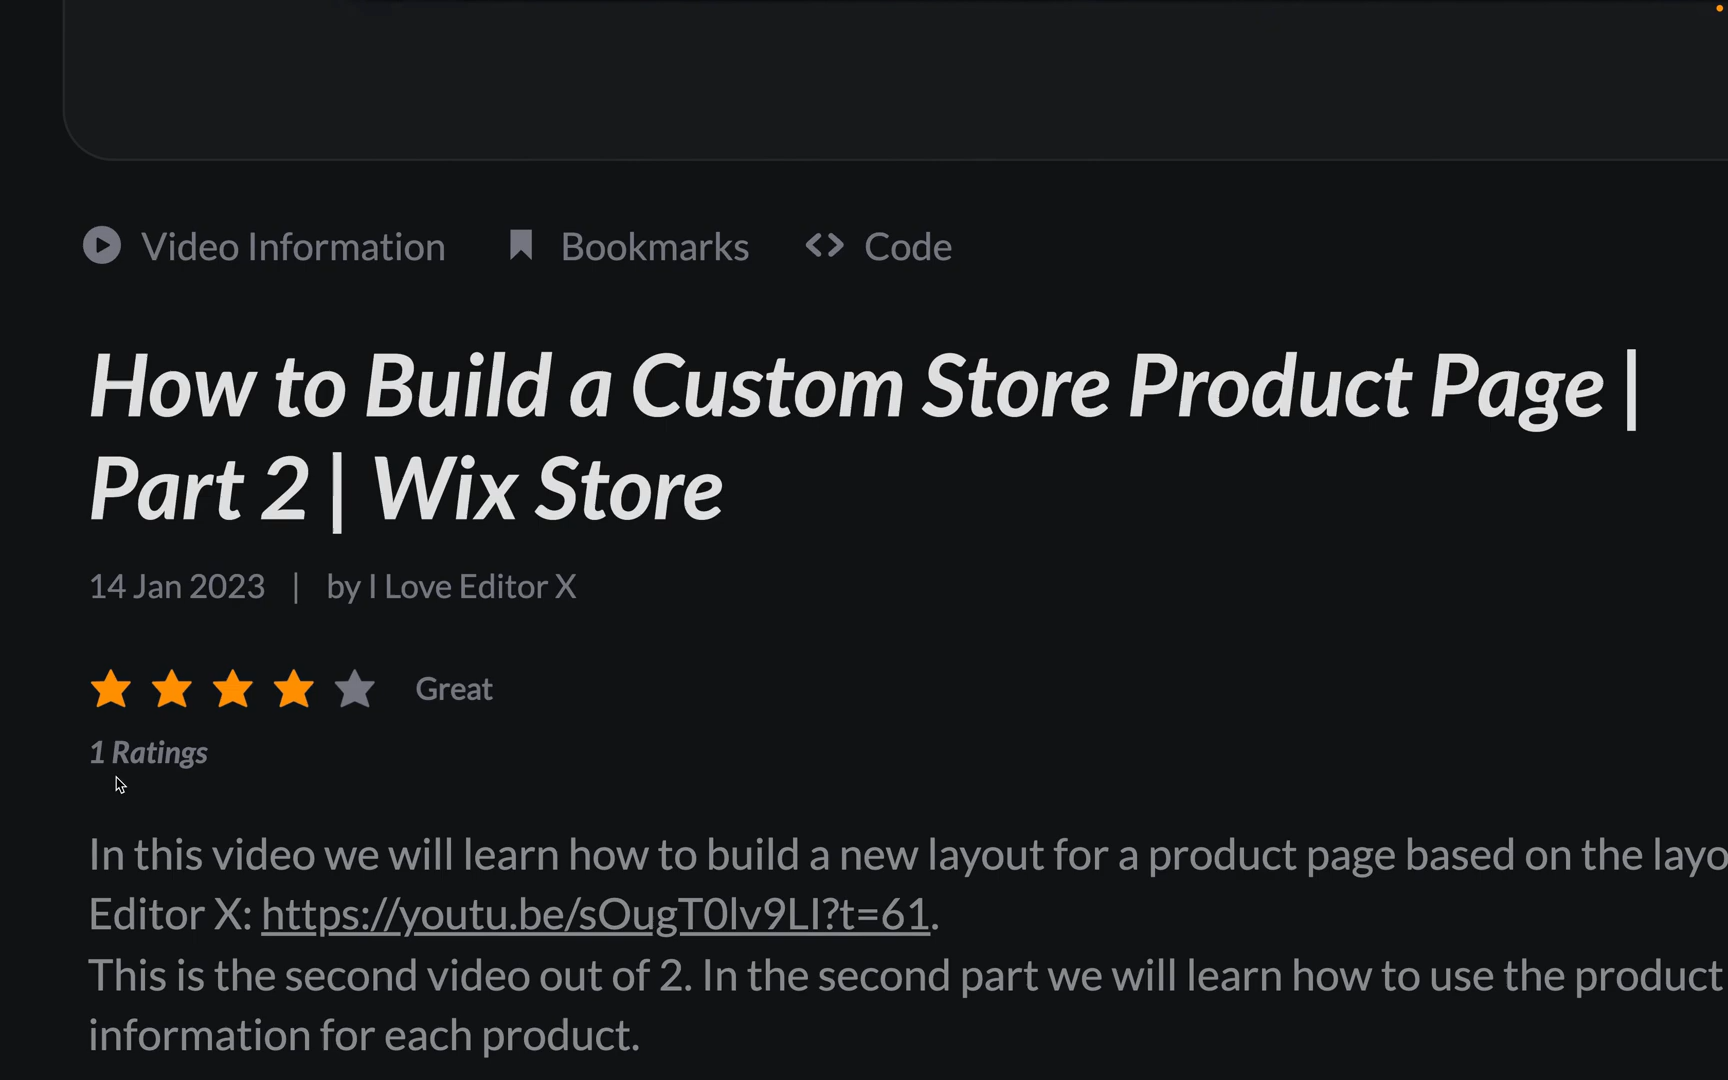 Video Information Bookmarks <> Code
How to Build a Custom Store Product Page |
Part 2 | Wix Store
14 Jan 2023 | by I Love Editor X
Great
1 Ratings
In this video we will learn how to build a new layout for a product page based on the layo
Editor X: https://youtu.be/sOugT0lv9LI?t=61.
This is the second video out of 2. In the second part we will learn how to use the product
information for each product.